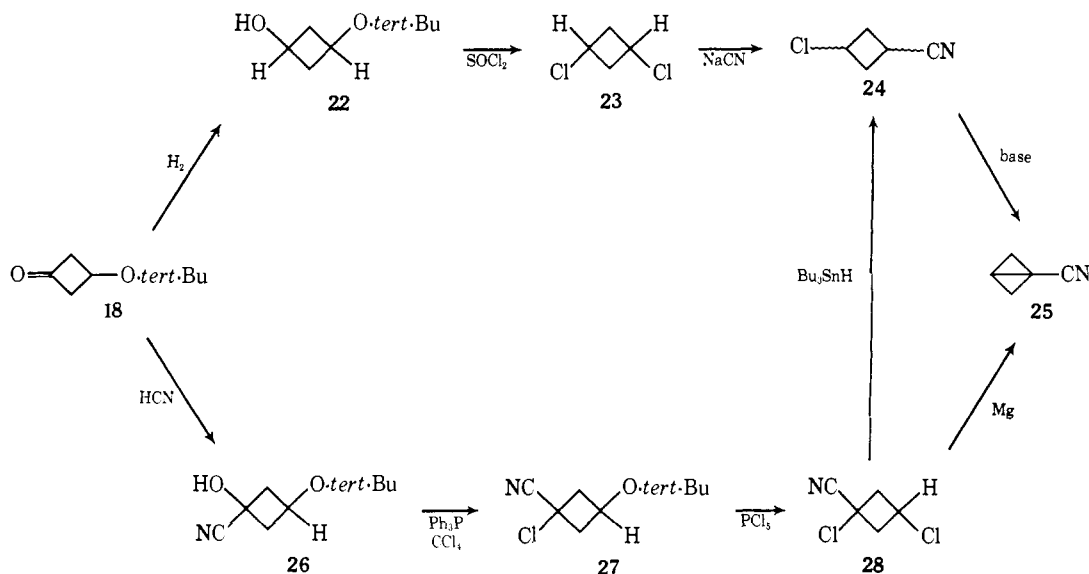 HO O·tert·Bu
H H
22
SOCl₂
H H
Cl Cl
23
NaCN
Cl CN
24
H₂
base
O O·tert·Bu
18
Bu₃SnH
CN
25
HCN
Mg
HO O·tert·Bu
NC H
26
Ph₃P
CCl₄
NC O·tert·Bu
Cl H
27
PCl₅
NC H
Cl Cl
28